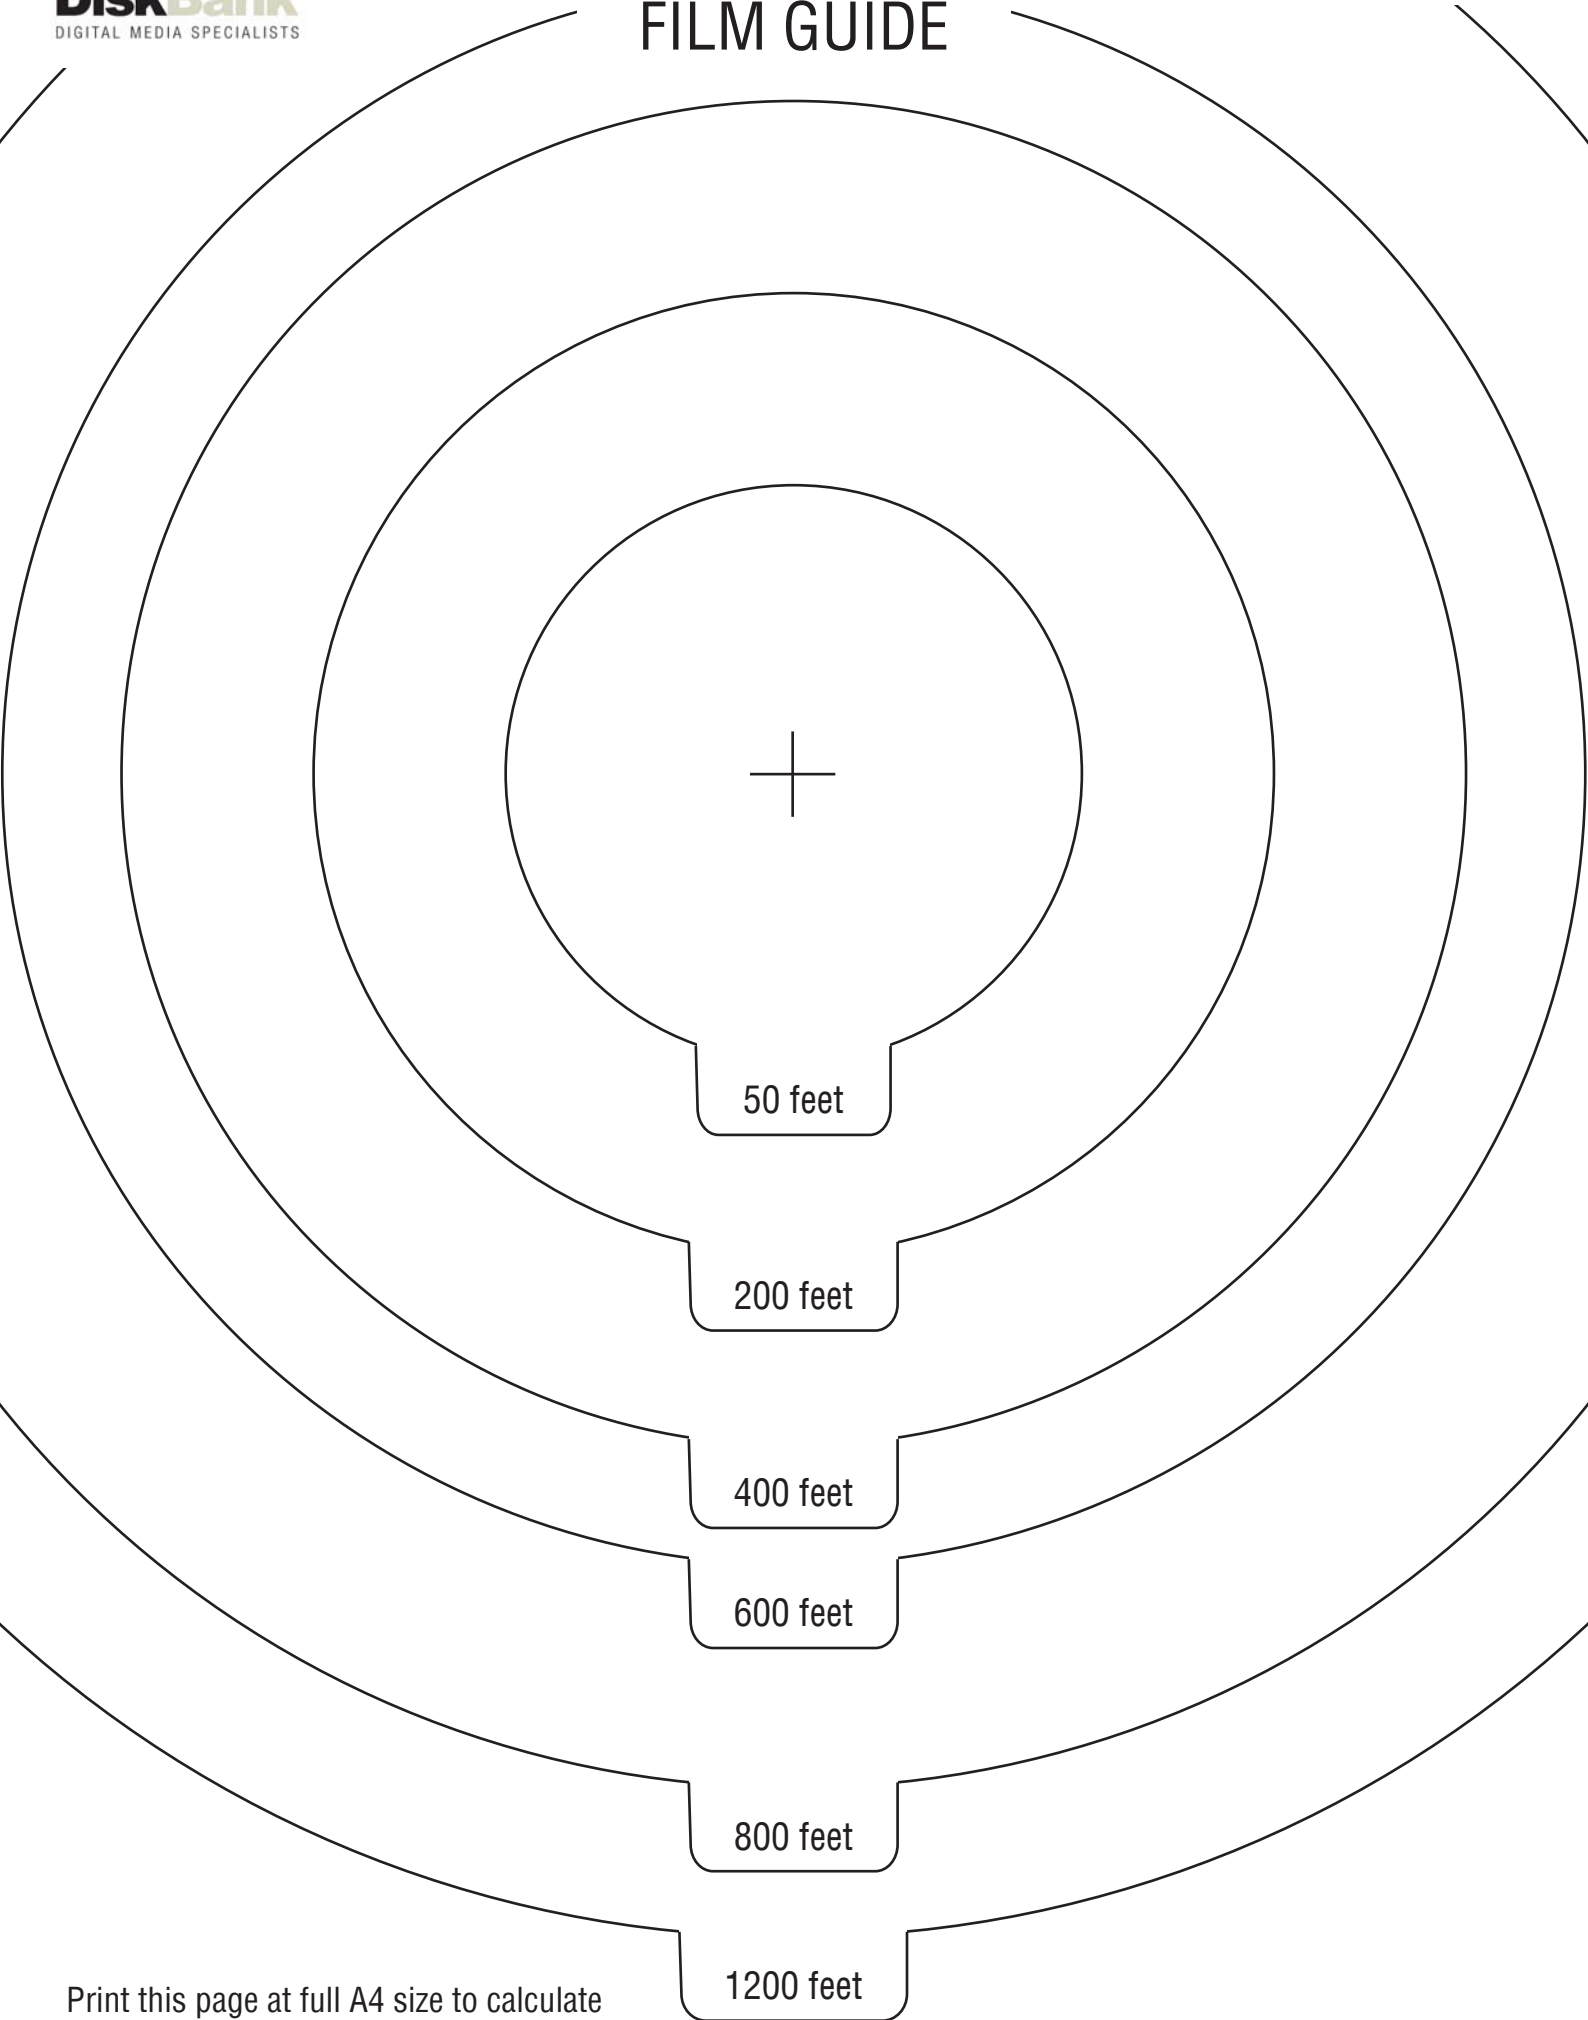 DiskBank
DIGITAL MEDIA SPECIALISTS
FILM GUIDE
50 feet
200 feet
400 feet
600 feet
800 feet
1200 feet
Print this page at full A4 size to calculate